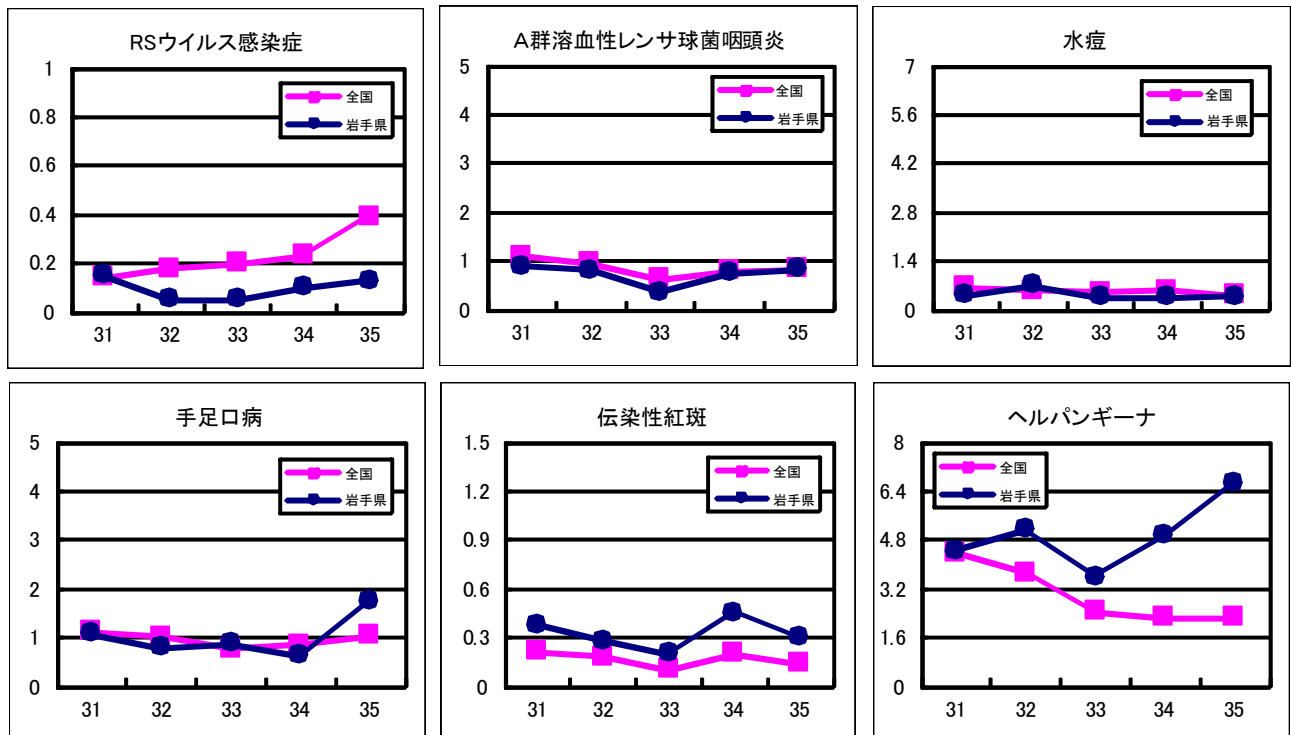 RSウイルス感染症
1
0.8
0.6
0.4
0.2
0
全国
岩手県
31 32 33 34 35
A群溶血性レンサ球菌咽頭炎
5
4
3
2
1
0
全国
岩手県
31 32 33 34 35
水痘
7
5.6
4.2
2.8
1.4
0
全国
岩手県
31 32 33 34 35
手足口病
5
4
3
2
1
0
全国
岩手県
31 32 33 34 35
伝染性紅斑
1.5
1.2
0.9
0.6
0.3
0
全国
岩手県
31 32 33 34 35
ヘルパンギーナ
8
6.4
4.8
3.2
1.6
0
全国
岩手県
31 32 33 34 35